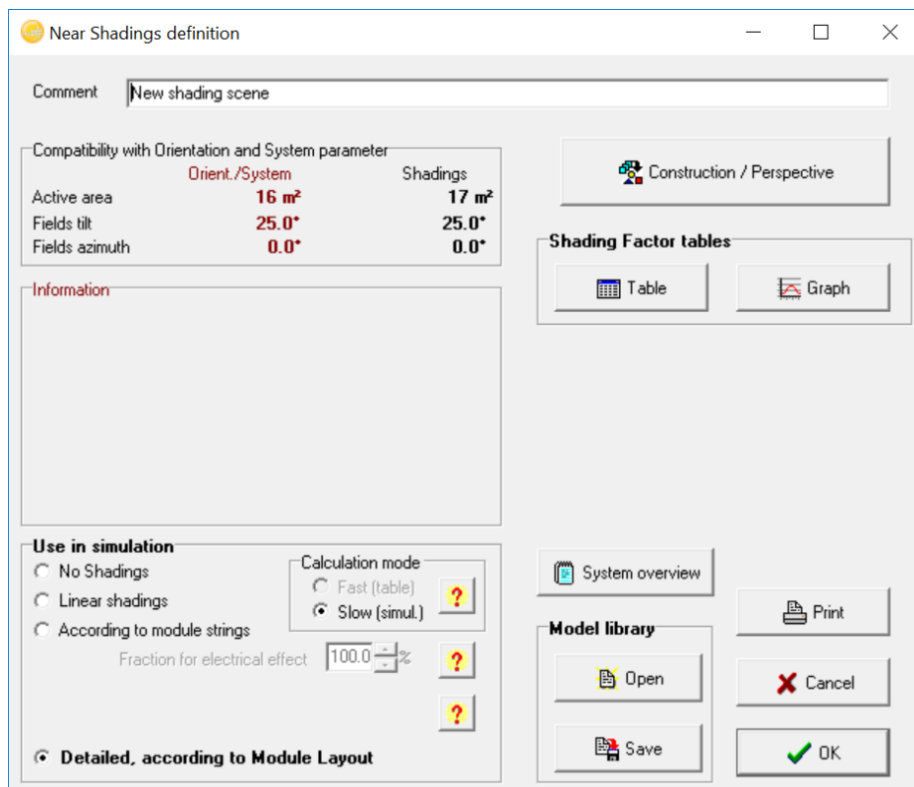 Near Shadings definition
Comment New shading scene
Compatibility with Orientation and System parameter
Orient./System Shadings
Active area 16 m² 17 m²
Fields tilt 25.0° 25.0°
Fields azimuth 0.0° 0.0°
Construction / Perspective
Shading Factor tables
Table Graph
Information
Use in simulation
No Shadings
Linear shadings
According to module strings
Calculation mode
Fast (table)
Slow (simul.)
?
Fraction for electrical effect 100.0 %
?
?
Detailed, according to Module Layout
System overview
Model library
Open
Save
Print
Cancel
OK